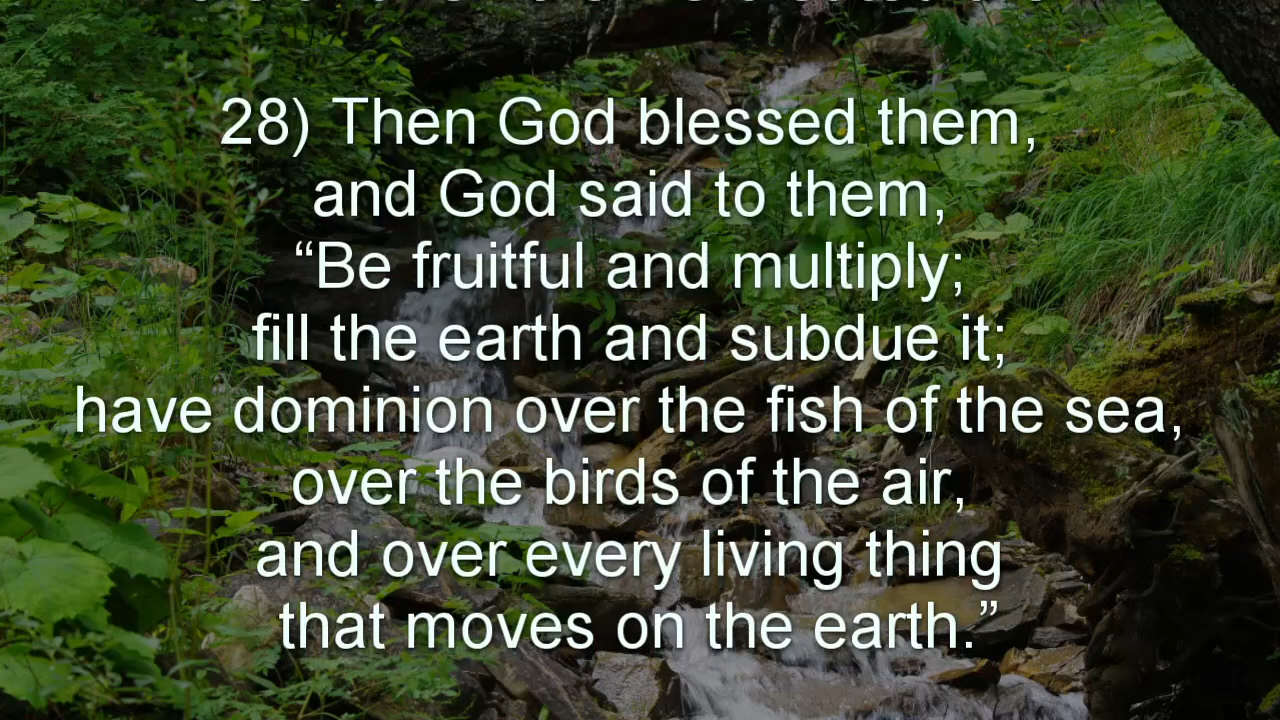 28) Then God blessed them,
and God said to them,
“Be fruitful and multiply;
fill the earth and subdue it;
have dominion over the fish of the sea,
over the birds of the air,
and over every living thing
that moves on the earth.”